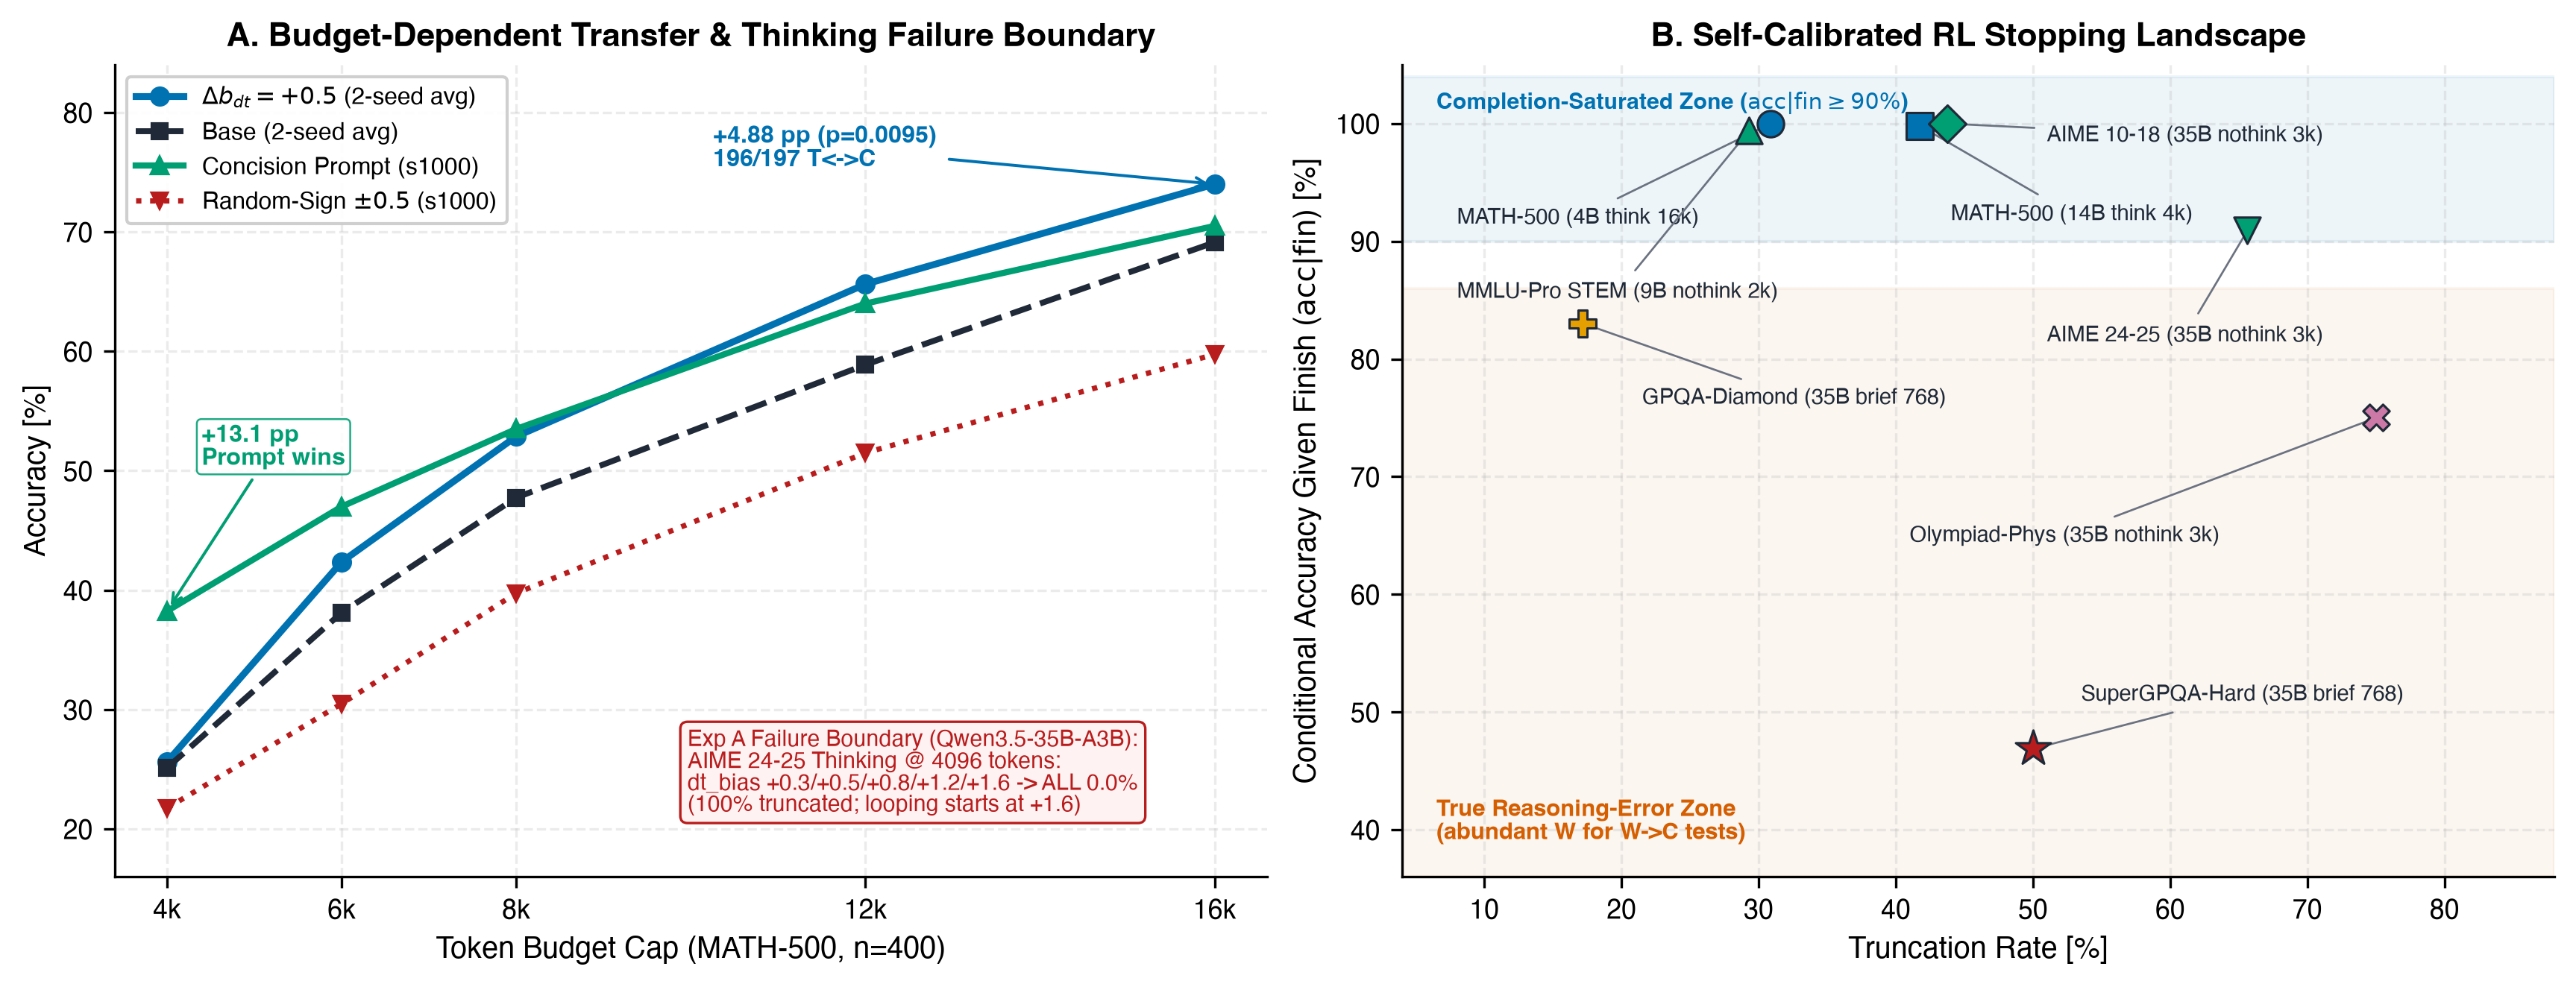 A. Budget-Dependent Transfer & Thinking Failure Boundary
Δb_dt = +0.5 (2-seed avg)
Base (2-seed avg)
Concision Prompt (s1000)
Random-Sign ±0.5 (s1000)
+4.88 pp (p=0.0095)
196/197 T<->C
+13.1 pp
Prompt wins
Exp A Failure Boundary (Qwen3.5-35B-A3B):
AIME 24-25 Thinking @ 4096 tokens:
dt_bias +0.3/+0.5/+0.8/+1.2/+1.6 -> ALL 0.0%
(100% truncated; looping starts at +1.6)
Accuracy [%]
80
70
60
50
40
30
20
4k 6k 8k 12k 16k
Token Budget Cap (MATH-500, n=400)
B. Self-Calibrated RL Stopping Landscape
Completion-Saturated Zone (acc|fin ≥ 90%)
AIME 10-18 (35B nothink 3k)
MATH-500 (4B think 16k)
MATH-500 (14B think 4k)
MMLU-Pro STEM (9B nothink 2k)
AIME 24-25 (35B nothink 3k)
GPQA-Diamond (35B brief 768)
Olympiad-Phys (35B nothink 3k)
SuperGPQA-Hard (35B brief 768)
True Reasoning-Error Zone
(abundant W for W->C tests)
Conditional Accuracy Given Finish (acc|fin) [%]
100
90
80
70
60
50
40
10 20 30 40 50 60 70 80
Truncation Rate [%]